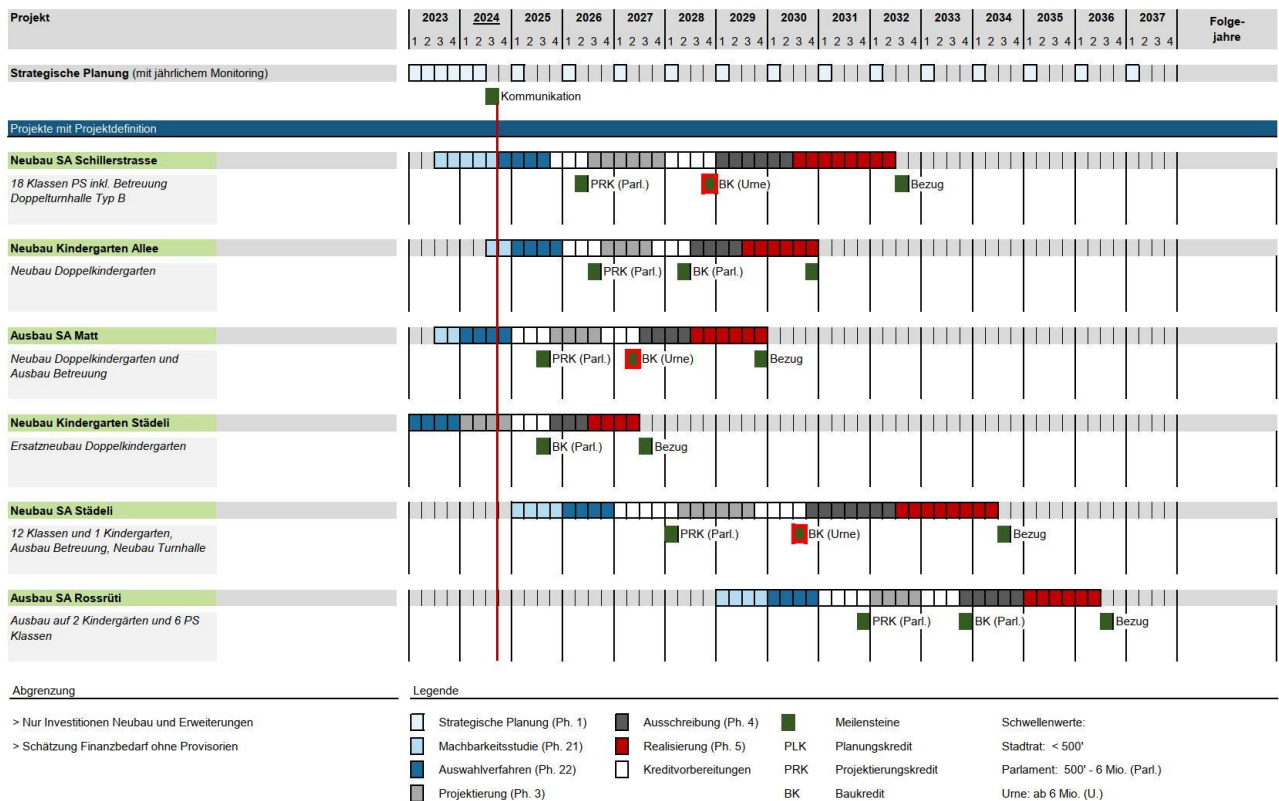 Projekt 2023 2024 2025 2026 2027 2028 2029 2030 2031 2032 2033 2034 2035 2036 2037 Folge-
1 2 3 4 1 2 3 4 1 2 3 4 1 2 3 4 1 2 3 4 1 2 3 4 1 2 3 4 1 2 3 4 1 2 3 4 1 2 3 4 1 2 3 4 1 2 3 4 1 2 3 4 1 2 3 4 1 2 3 4 jahre
Strategische Planung (mit jährlichem Monitoring)
Kommunikation
Projekte mit Projektdefinition
Neubau SA Schillerstrasse
18 Klassen PS inkl. Betreuung PRK (Parl.) BK (Urne) Bezug
Doppelturnhalle Typ B
Neubau Kindergarten Allee
Neubau Doppelkindergarten PRK (Parl.) BK (Parl.)
Ausbau SA Matt
Neubau Doppelkindergarten und PRK (Parl.) BK (Urne) Bezug
Ausbau Betreuung
Neubau Kindergarten Städeli
Ersatzneubau Doppelkindergarten BK (Parl.) Bezug
Neubau SA Städeli
12 Klassen und 1 Kindergarten, PRK (Parl.) BK (Urne) Bezug
Ausbau Betreuung, Neubau Turnhalle
Ausbau SA Rossrüti
Ausbau auf 2 Kindergärten und 6 PS PRK (Parl.) BK (Parl.) Bezug
Klassen
Abgrenzung Legende
> Nur Investitionen Neubau und Erweiterungen Strategische Planung (Ph. 1) Ausschreibung (Ph. 4) Meilensteine Schwellenwerte:
> Schätzung Finanzbedarf ohne Provisorien Machbarkeitsstudie (Ph. 21) Realisierung (Ph. 5) PLK Planungskredit Stadtrat: < 500'
Auswahlverfahren (Ph. 22) Kreditvorbereitungen PRK Projektierungskredit Parlament: 500' - 6 Mio. (Parl.)
Projektierung (Ph. 3) BK Baukredit Urne: ab 6 Mio. (U.)